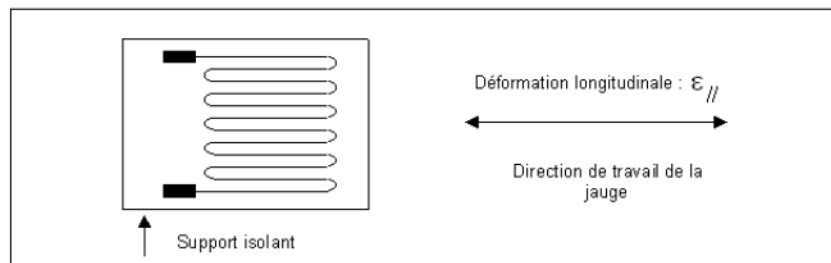 Déformation longitudinale : ε//
Direction de travail de la
jauge
Support isolant